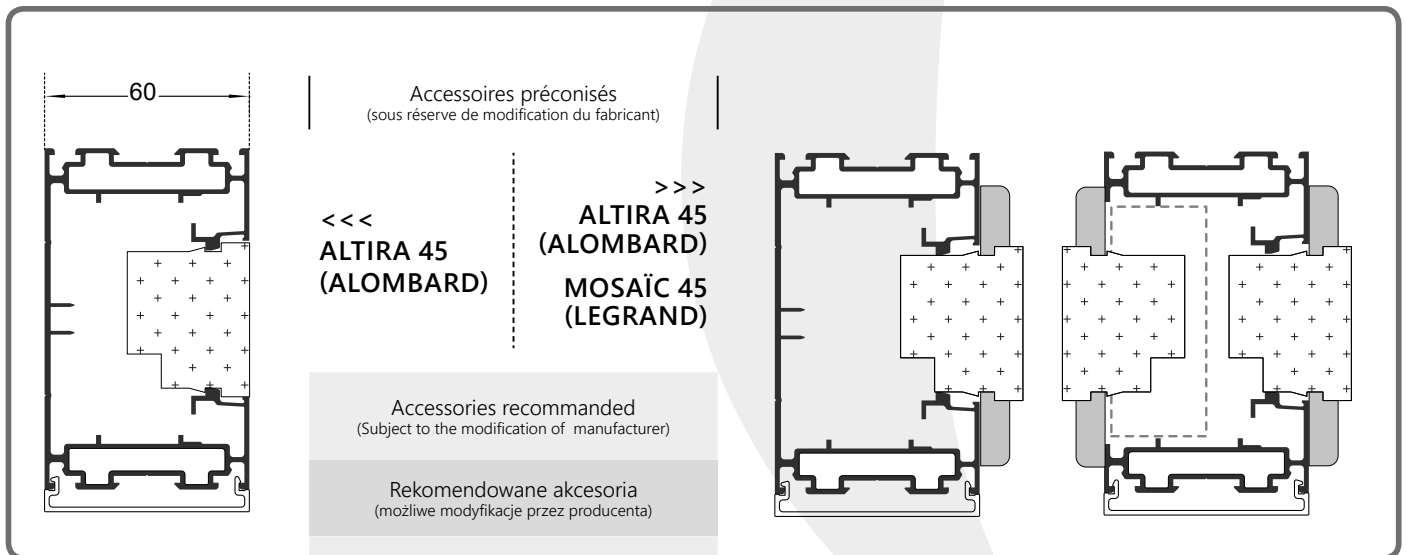 60
Accessoires préconisés
(sous réserve de modification du fabricant)
<<<
ALTIRA 45
(ALOMBARD)
>>>
ALTIRA 45
(ALOMBARD)
MOSAÏC 45
(LEGRAND)
Accessories recommanded
(Subject to the modification of manufacturer)
Rekomendowane akcesoria
(możliwe modyfikacje przez producenta)